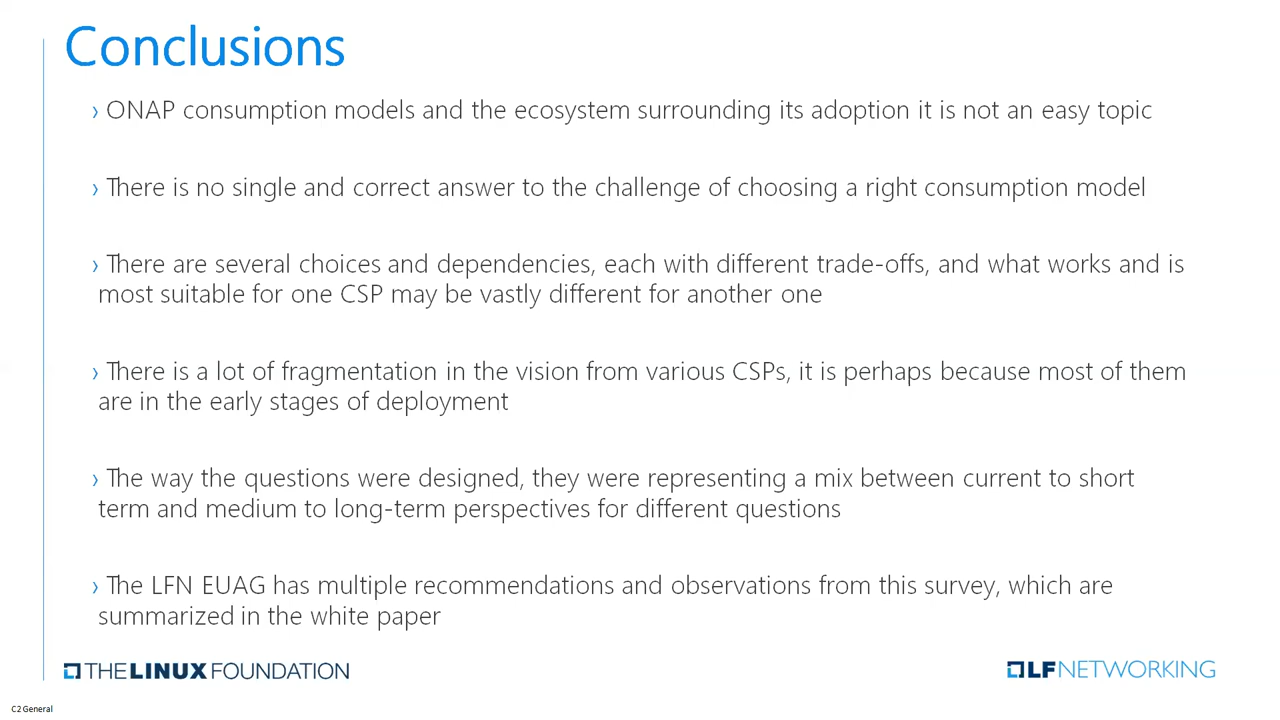 Conclusions
› ONAP consumption models and the ecosystem surrounding its adoption it is not an easy topic
› There is no single and correct answer to the challenge of choosing a right consumption model
› There are several choices and dependencies, each with different trade-offs, and what works and is
most suitable for one CSP may be vastly different for another one
› There is a lot of fragmentation in the vision from various CSPs, it is perhaps because most of them
are in the early stages of deployment
› The way the questions were designed, they were representing a mix between current to short
term and medium to long-term perspectives for different questions
› The LFN EUAG has multiple recommendations and observations from this survey, which are
summarized in the white paper
THE LINUX FOUNDATION
LF NETWORKING
C2 General